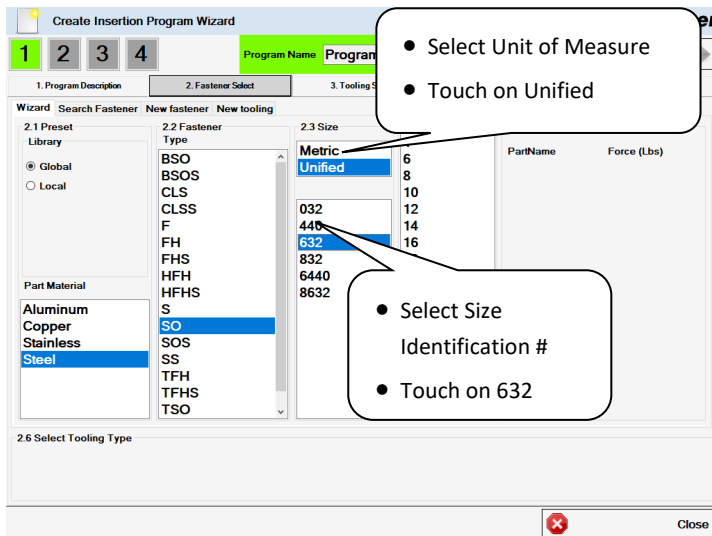 Create Insertion Program Wizard
1 2 3 4
Program Name Program
1. Program Description
2. Fastener Select
3. Tooling S
Wizard Search Fastener New fastener New tooling
2.1 Preset
Library
Global
Local
Part Material
Aluminum
Copper
Stainless
Steel
2.2 Fastener
Type
BSO
BSOS
CLS
CLSS
F
FH
FHS
HFH
HFHS
S
SO
SOS
SS
TFH
TFHS
TSO
2.3 Size
Metric
Unified
032
440
632
832
6440
8632
6
8
10
12
14
16
PartName Force (Lbs)
• Select Unit of Measure
• Touch on Unified
• Select Size
Identification #
• Touch on 632
2.6 Select Tooling Type
Close